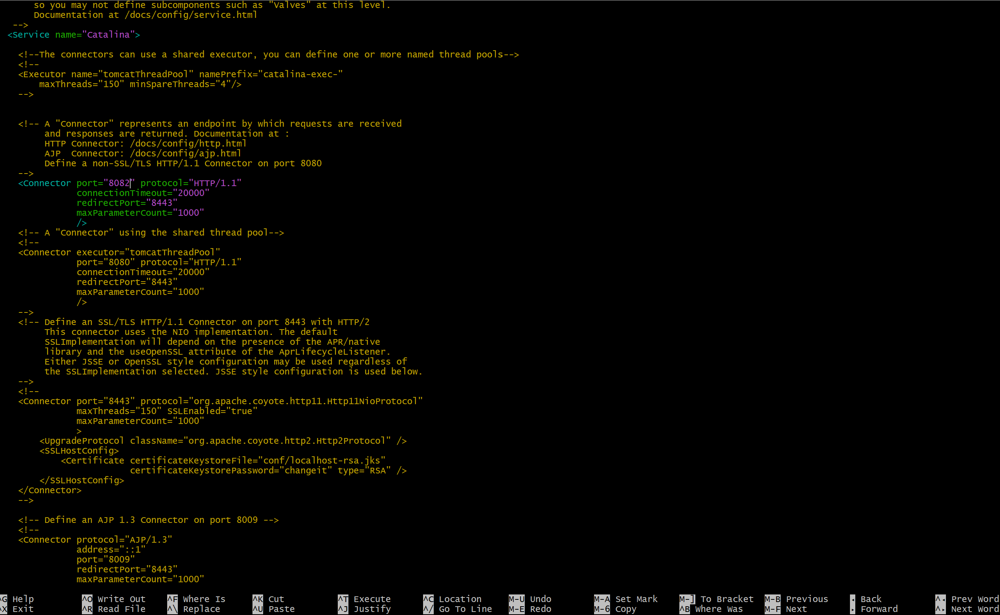 so you may not define subcomponents such as "Valves" at this level.
Documentation at /docs/config/service.html
-->
<Service name="Catalina">
<!--The connectors can use a shared executor, you can define one or more named thread pools-->
<!--
<Executor name="tomcatThreadPool" namePrefix="catalina-exec-"
maxThreads="150" minSpareThreads="4"/>
-->
<!-- A "Connector" represents an endpoint by which requests are received
and responses are returned. Documentation at :
HTTP Connector: /docs/config/http.html
AJP  Connector: /docs/config/ajp.html
Define a non-SSL/TLS HTTP/1.1 Connector on port 8080
-->
<Connector port="8082" protocol="HTTP/1.1"
connectionTimeout="20000"
redirectPort="8443"
maxParameterCount="1000"
/>
<!-- A "Connector" using the shared thread pool-->
<!--
<Connector executor="tomcatThreadPool"
port="8080" protocol="HTTP/1.1"
connectionTimeout="20000"
redirectPort="8443"
maxParameterCount="1000"
/>
-->
<!-- Define an SSL/TLS HTTP/1.1 Connector on port 8443 with HTTP/2
This connector uses the NIO implementation. The default
SSLImplementation will depend on the presence of the APR/native
library and the useOpenSSL attribute of the AprLifecycleListener.
Either JSSE or OpenSSL style configuration may be used regardless of
the SSLImplementation selected. JSSE style configuration is used below.
-->
<!--
<Connector port="8443" protocol="org.apache.coyote.http11.Http11NioProtocol"
maxThreads="150" SSLEnabled="true"
maxParameterCount="1000"
>
<UpgradeProtocol className="org.apache.coyote.http2.Http2Protocol" />
<SSLHostConfig>
<Certificate certificateKeystoreFile="conf/localhost-rsa.jks"
certificateKeystorePassword="changeit" type="RSA" />
</SSLHostConfig>
</Connector>
-->
<!-- Define an AJP 1.3 Connector on port 8009 -->
<!--
<Connector protocol="AJP/1.3"
address="::1"
port="8009"
redirectPort="8443"
maxParameterCount="1000"
^G Help ^O Write Out ^F Where Is ^K Cut ^T Execute ^C Location M-U Undo M-A Set Mark M-] To Bracket M-B Previous ◂ Back ^◂ Prev Word
^X Exit ^R Read File ^\ Replace ^U Paste ^J Justify ^/ Go To Line M-E Redo M-6 Copy ^B Where Was M-F Next ▸ Forward ^▸ Next Word